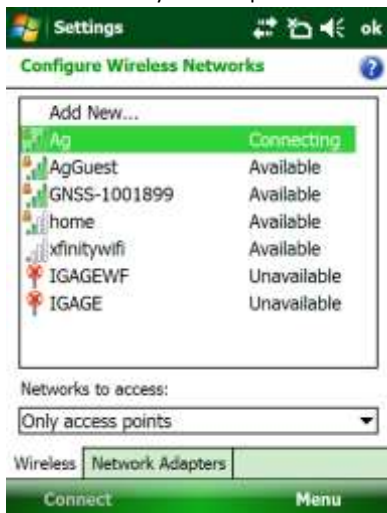 Settings ok
Configure Wireless Networks
Add New...
Ag Connecting
AgGuest Available
GNSS-1001899 Available
home Available
xfinitywifi Available
IGAGEWF Unavailable
IGAGE Unavailable
Networks to access:
Only access points
Wireless Network Adapters
Connect Menu